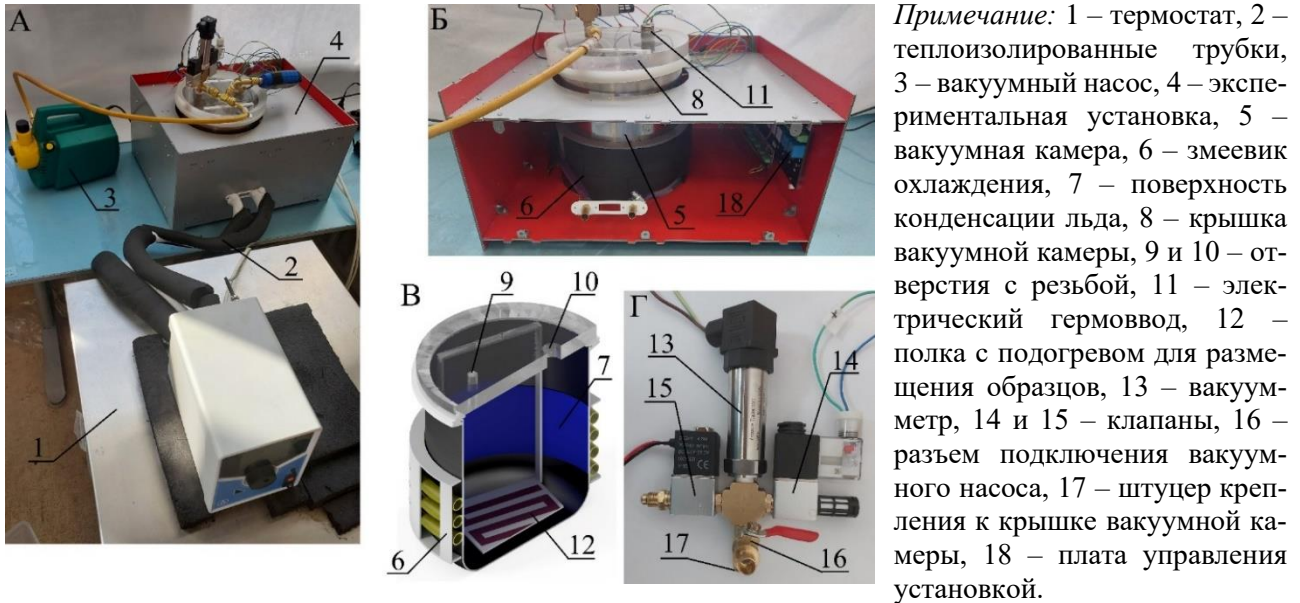 А
4
3
2
1
Б
8
11
6
5
18
В
9
10
7
6
12
Г
13
14
15
16
17
Примечание: 1 – термостат, 2 –
теплоизолированные трубки,
3 – вакуумный насос, 4 – экспе-
риментальная установка, 5 –
вакуумная камера, 6 – змеевик
охлаждения, 7 – поверхность
конденсации льда, 8 – крышка
вакуумной камеры, 9 и 10 – от-
верстия с резьбой, 11 – элек-
трический гермоввод, 12 –
полка с подогревом для разме-
щения образцов, 13 – вакуум-
метр, 14 и 15 – клапаны, 16 –
разъем подключения вакуум-
ного насоса, 17 – штуцер креп-
ления к крышке вакуумной ка-
меры, 18 – плата управления
установкой.